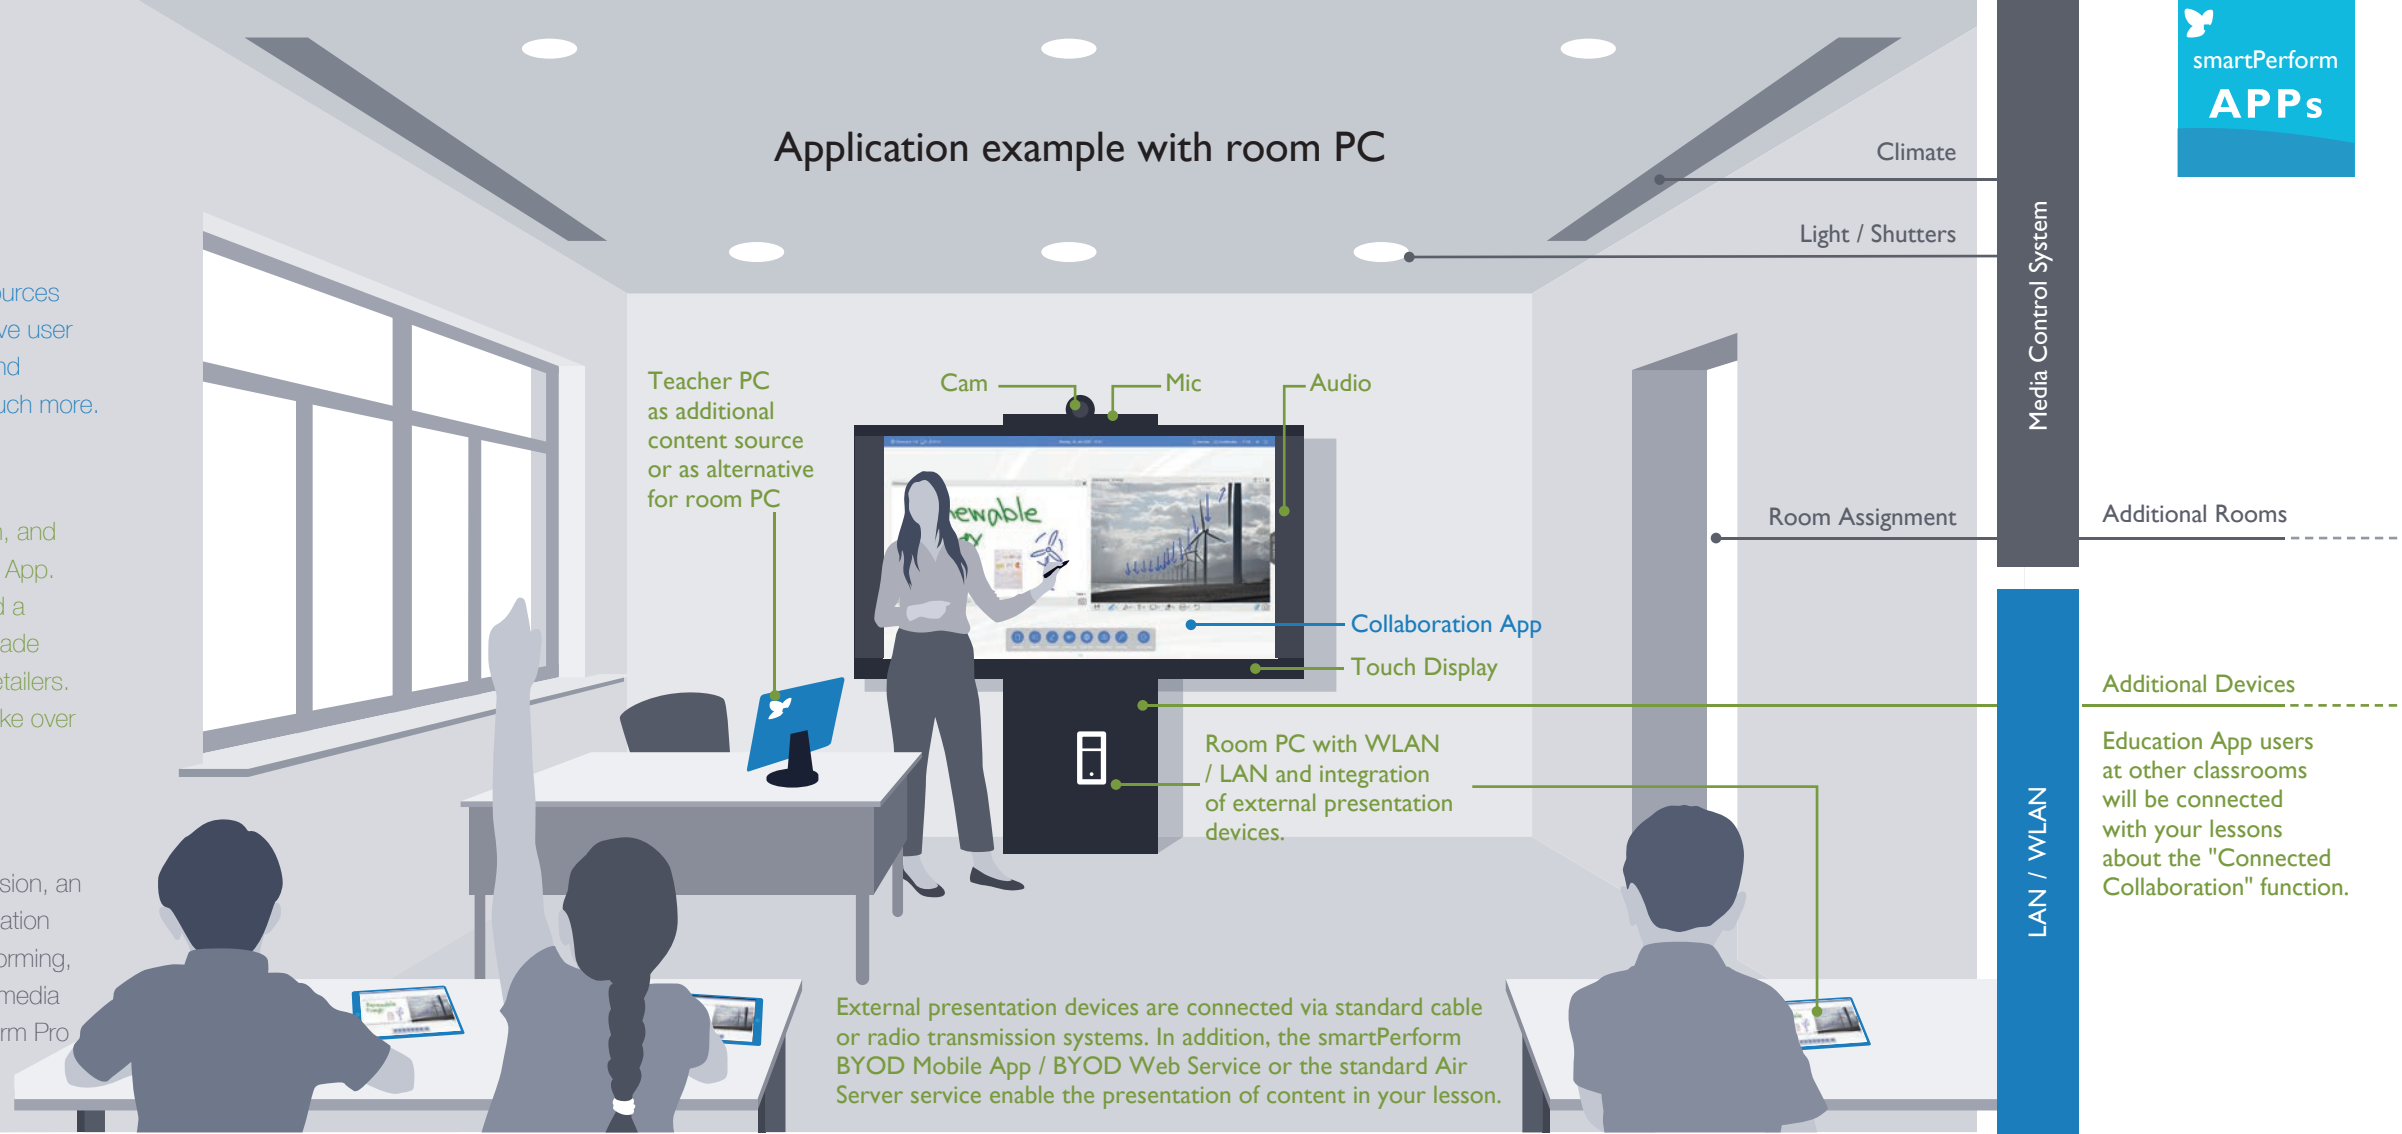 smartPerform
APPs
Application example with room PC
Climate
Light / Shutters
Media Control System
urces
ve user
nd
uch more.
Teacher PC
as additional
content source
or as alternative
for room PC
Cam
Mic
Audio
ewable
Room Assignment
Additional Rooms
, and
App.
d a
ade
etailers.
ke over
Collaboration App
Touch Display
Additional Devices
Room PC with WLAN
/ LAN and integration
of external presentation
devices.
Education App users
at other classrooms
will be connected
with your lessons
about the "Connected
Collaboration" function.
LAN / WLAN
sion, an
ation
orming,
media
rm Pro
External presentation devices are connected via standard cable
or radio transmission systems. In addition, the smartPerform
BYOD Mobile App / BYOD Web Service or the standard Air
Server service enable the presentation of content in your lesson.